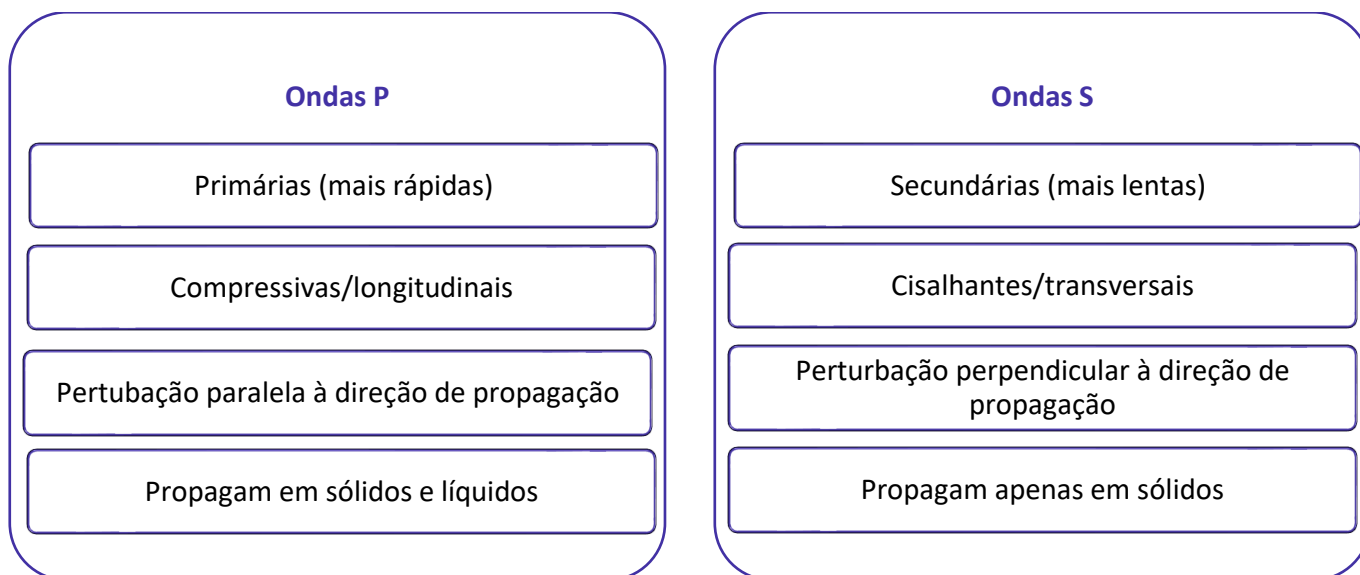 Ondas P
Primárias (mais rápidas)
Compressivas/longitudinais
Pertubação paralela à direção de propagação
Propagam em sólidos e líquidos
Ondas S
Secundárias (mais lentas)
Cisalhantes/transversais
Perturbação perpendicular à direção de
propagação
Propagam apenas em sólidos